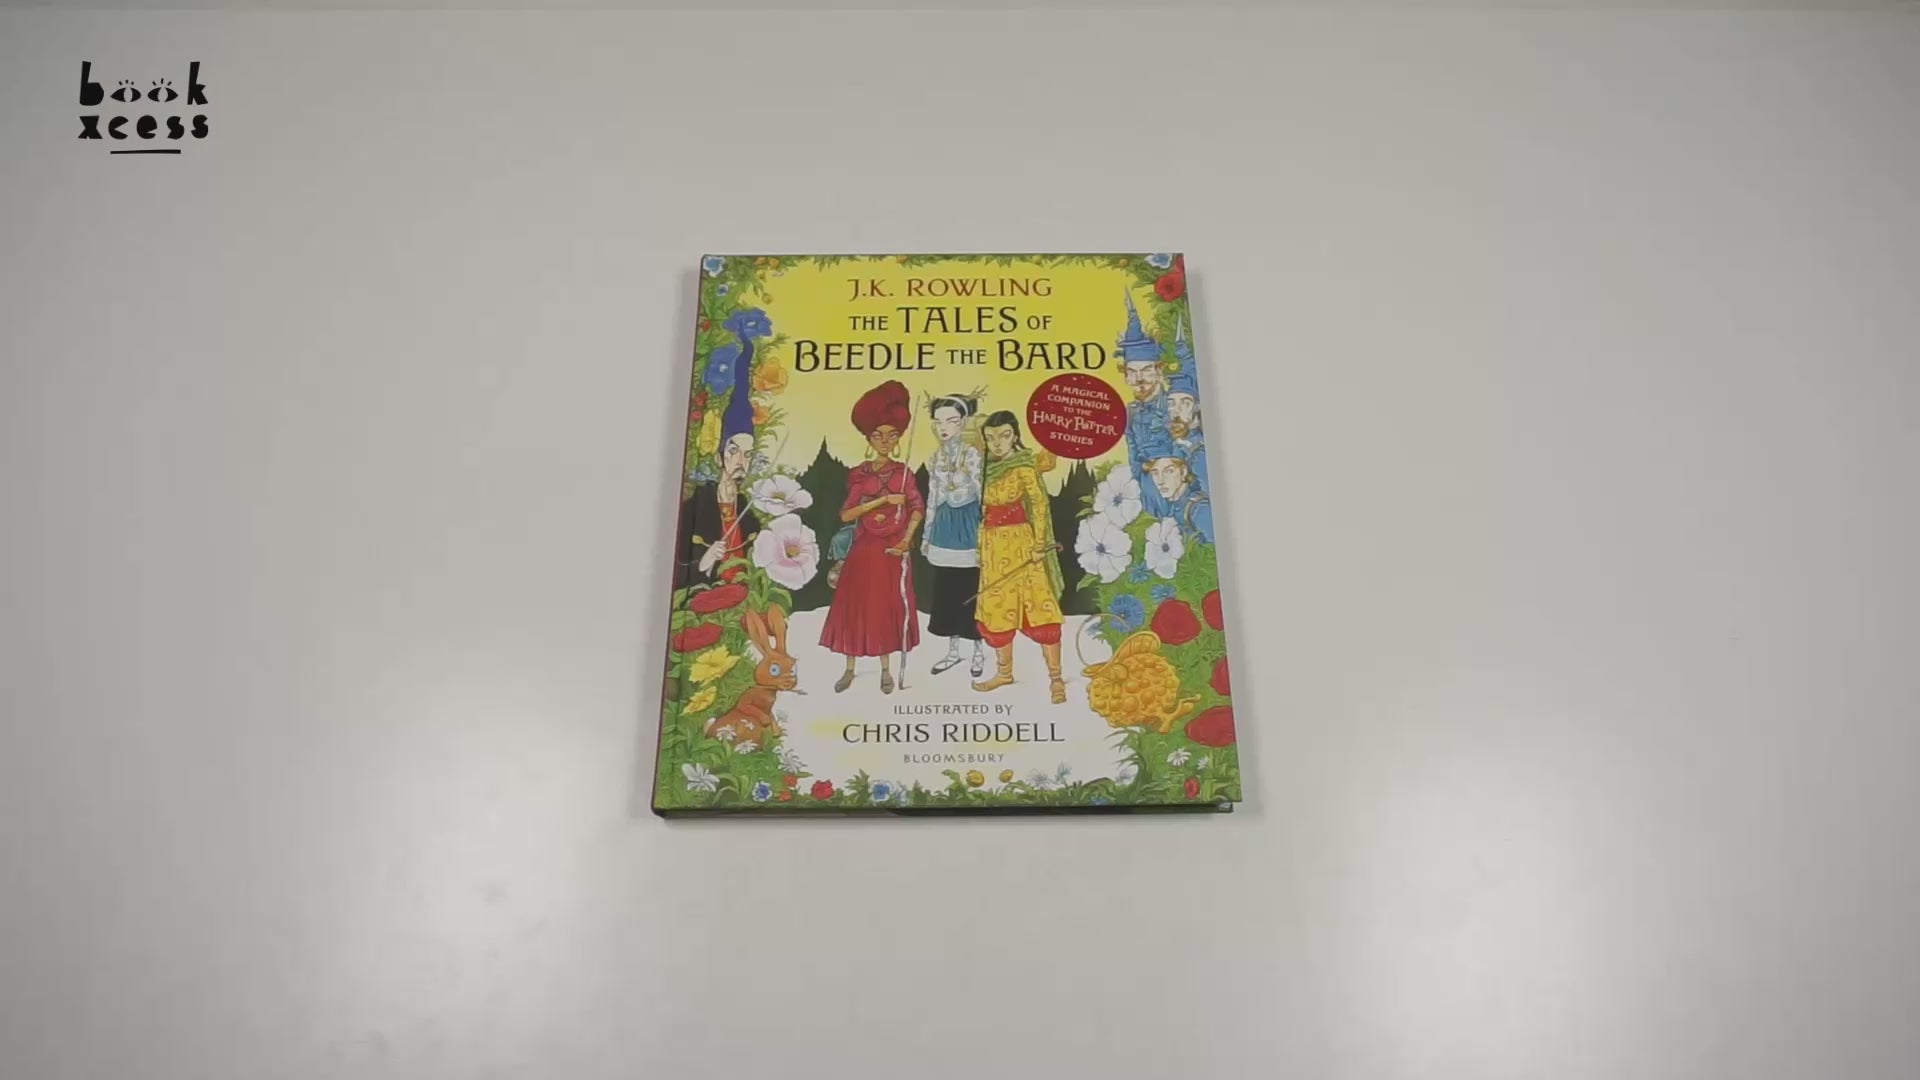 book
xcess
J.K. ROWLING
THE TALES OF
BEEDLE THE BARD
A MAGICAL
COMPANION
TO THE
HARRY POTTER
STORIES
ILLUSTRATED BY
CHRIS RIDDELL
BLOOMSBURY